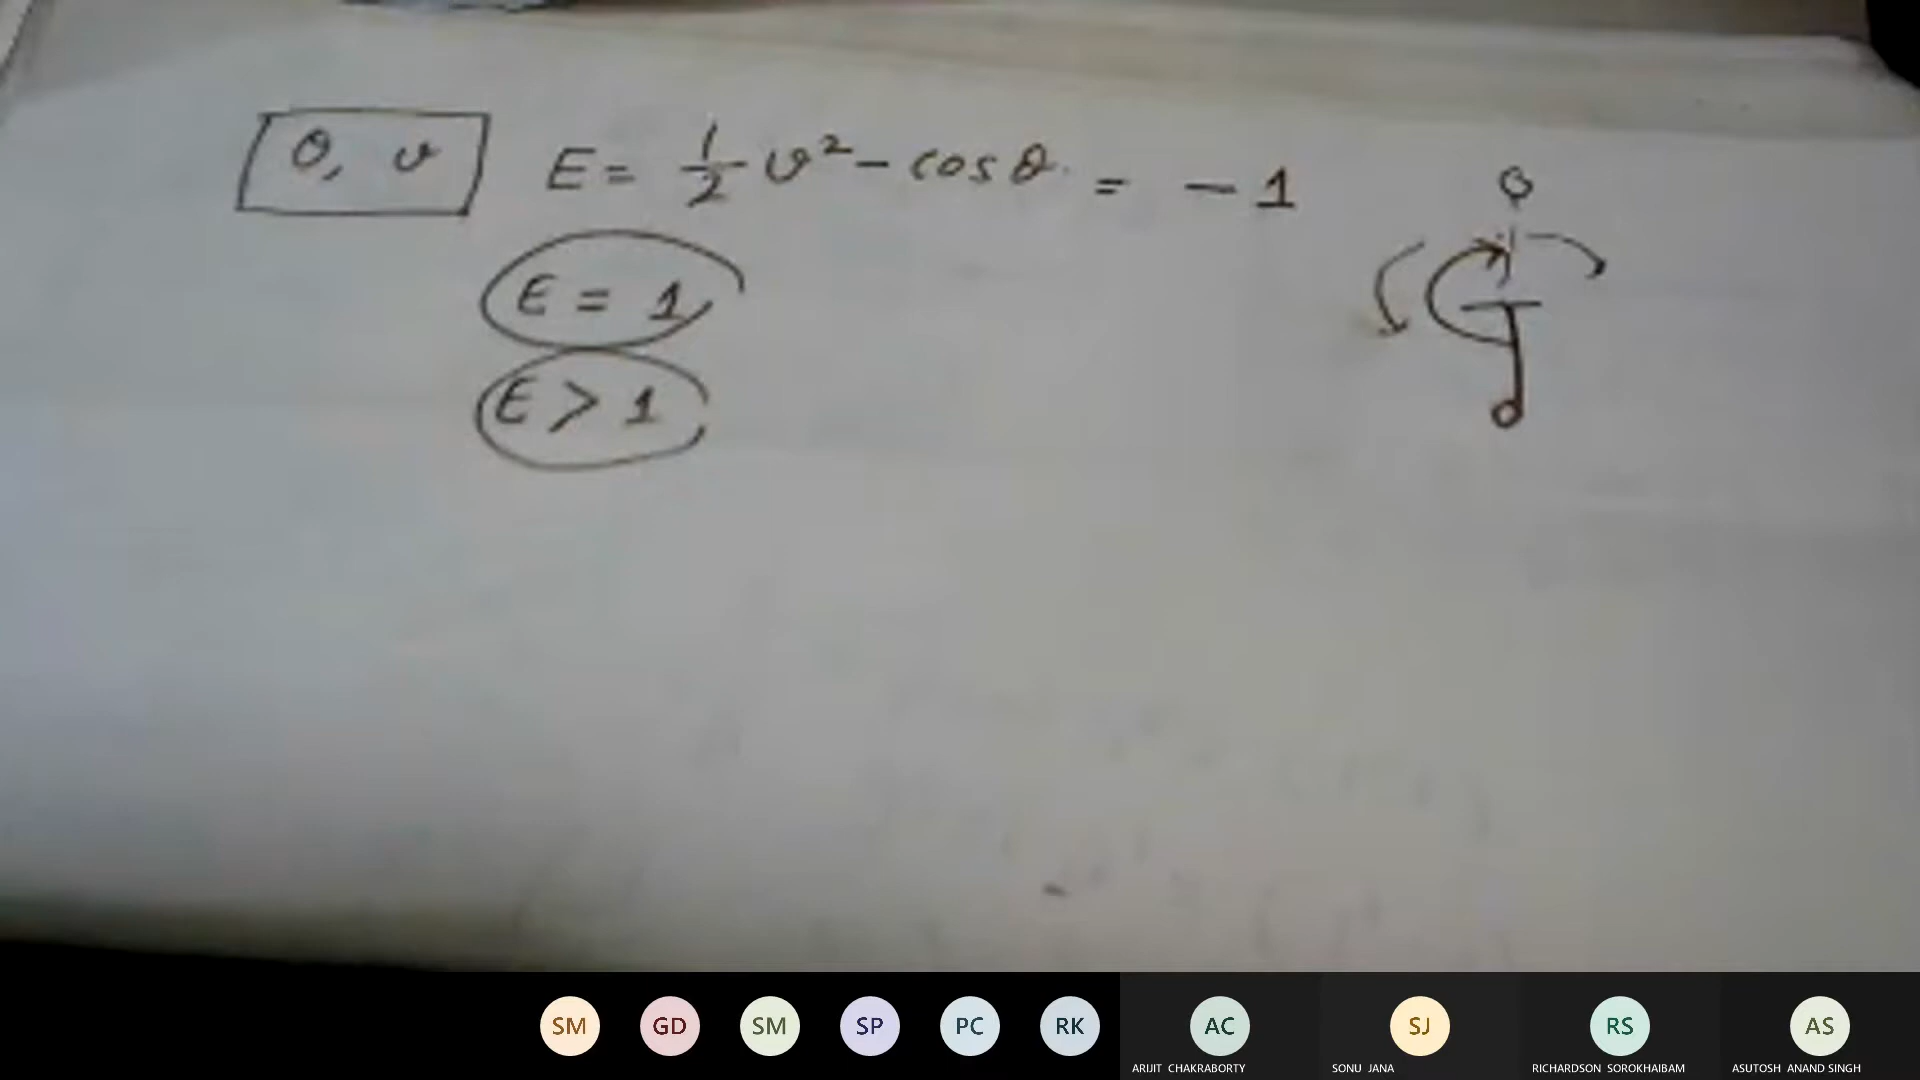 θ, v E = 1/2 v² - cos θ = - 1
E = 1
E > 1
SM GD SM SP PC RK AC SJ RS AS
ARIJIT CHAKRABORTY SONU JANA RICHARDSON SOROKHAIBAM ASUTOSH ANAND SINGH